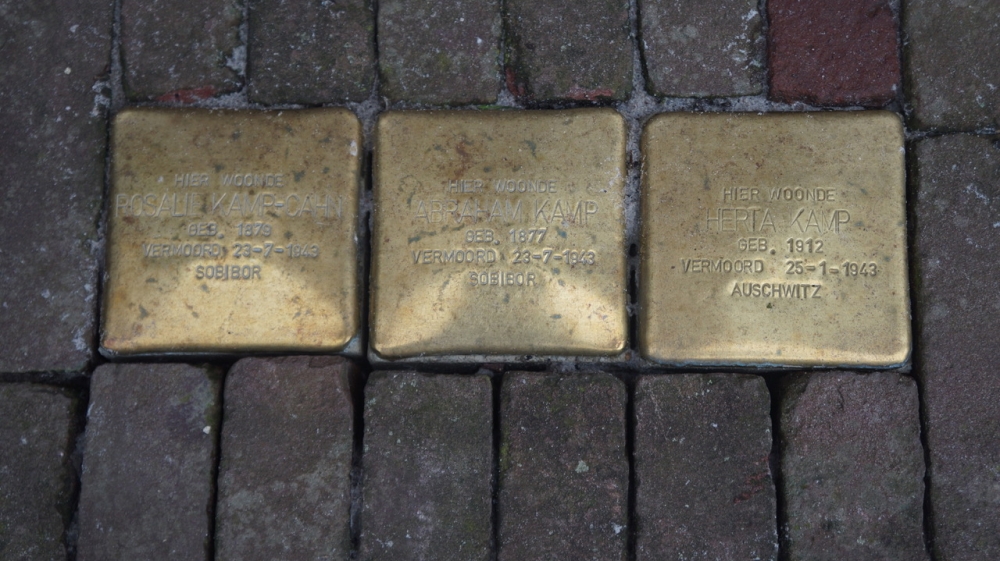 HIER WOONDE
ROSALIE KAMP-CAHN
GEB. 1879
VERMOORD 23-7-1943
SOBIBOR
HIER WOONDE
ABRAHAM KAMP
GEB. 1877
VERMOORD 23-7-1943
SOBIBOR
HIER WOONDE
HERTA KAMP
GEB. 1912
VERMOORD 25-1-1943
AUSCHWITZ